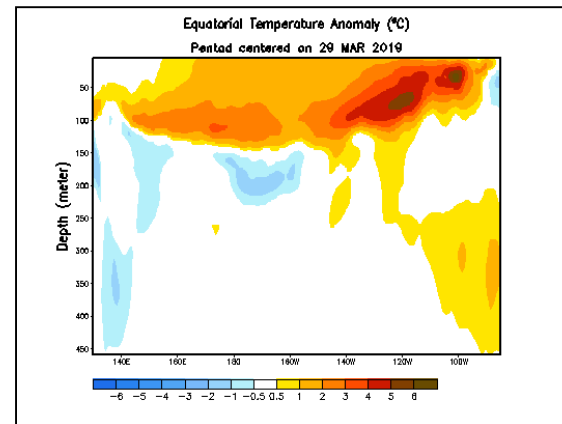 Equatorial Temperature Anomaly (°C)
Pentad centered on 29 MAR 2019
Depth (meter)
50
100
150
200
250
300
350
400
450
140E 160E 180 160W 140W 120W 100W
-6 -5 -4 -3 -2 -1 -0.5 0.5 1 2 3 4 5 6